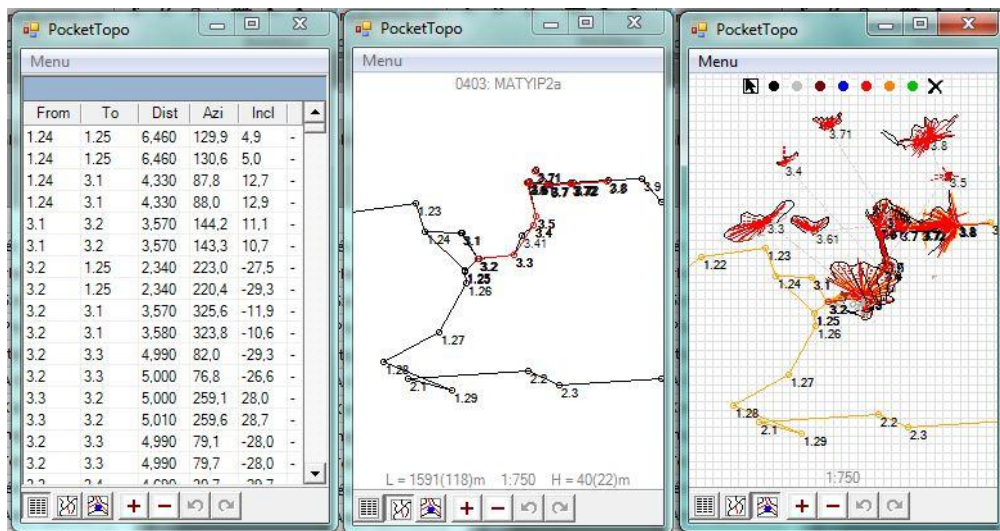 PocketTopo
Menu
From To Dist Azi Incl
1.24 1.25 6,460 129,9 4,9 -
1.24 1.25 6,460 130,6 5,0 -
1.24 3.1 4,330 87,8 12,7 -
1.24 3.1 4,330 88,0 12,9 -
3.1 3.2 3,570 144,2 11,1 -
3.1 3.2 3,570 143,3 10,7 -
3.2 1.25 2,340 223,0 -27,5 -
3.2 1.25 2,340 220,4 -29,3 -
3.2 3.1 3,570 325,6 -11,9 -
3.2 3.1 3,580 323,8 -10,6 -
3.2 3.3 4,990 82,0 -29,3 -
3.2 3.3 5,000 76,8 -26,6 -
3.3 3.2 5,000 259,1 28,0 -
3.3 3.2 5,010 259,6 28,7 -
3.2 3.3 4,990 79,1 -28,0 -
3.2 3.3 4,990 79,7 -28,0 -
PocketTopo
Menu
0403: MATYIP2a
3.71
3.7 3.72 3.8 3.9
1.23
3.5
3.4
1.24 3.1 3.41
3.2 3.3
1.25
1.26
1.27
1.28
2.1 1.29 2.2 2.3
L = 1591(118)m 1:750 H = 40(22)m
PocketTopo
Menu
3.71 3.8
3.4
3.5
3.3 3.61
3.7 3.72 3.8
1.22 1.23
1.24 3.1
3.2
1.25
1.26
1.27
1.28
2.1 1.29 2.2 2.3
1:750